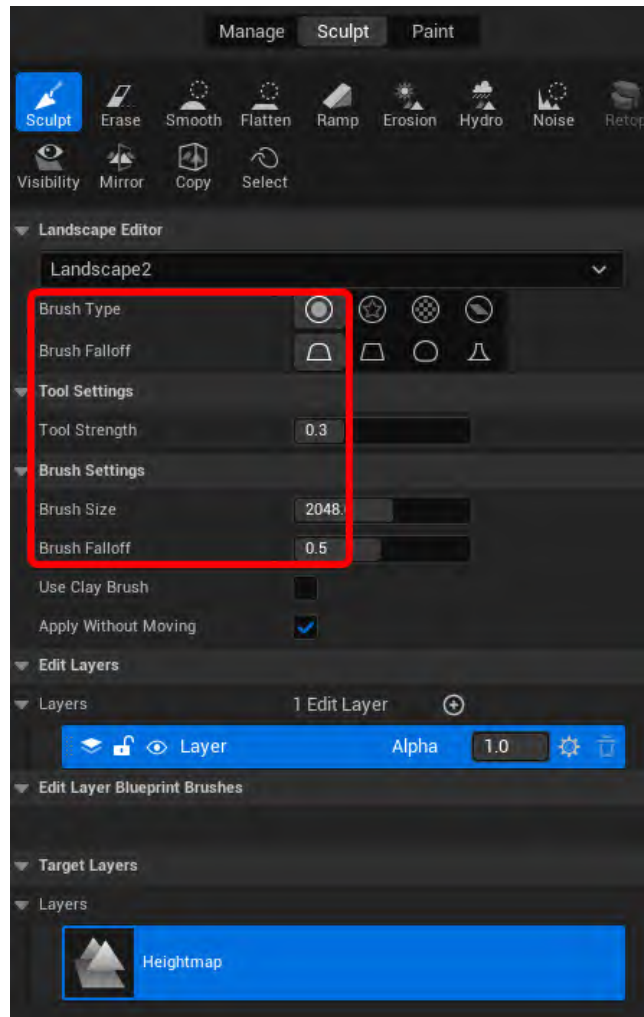 Manage Sculpt Paint
Sculpt Erase Smooth Flatten Ramp Erosion Hydro Noise
Visibility Mirror Copy Select
Landscape Editor
Landscape2
Brush Type
Brush Falloff
Tool Settings
Tool Strength 0.3
Brush Settings
Brush Size 2048.
Brush Falloff 0.5
Use Clay Brush
Apply Without Moving
Edit Layers
Layers 1 Edit Layer
Layer Alpha 1.0
Edit Layer Blueprint Brushes
Target Layers
Layers
Heightmap